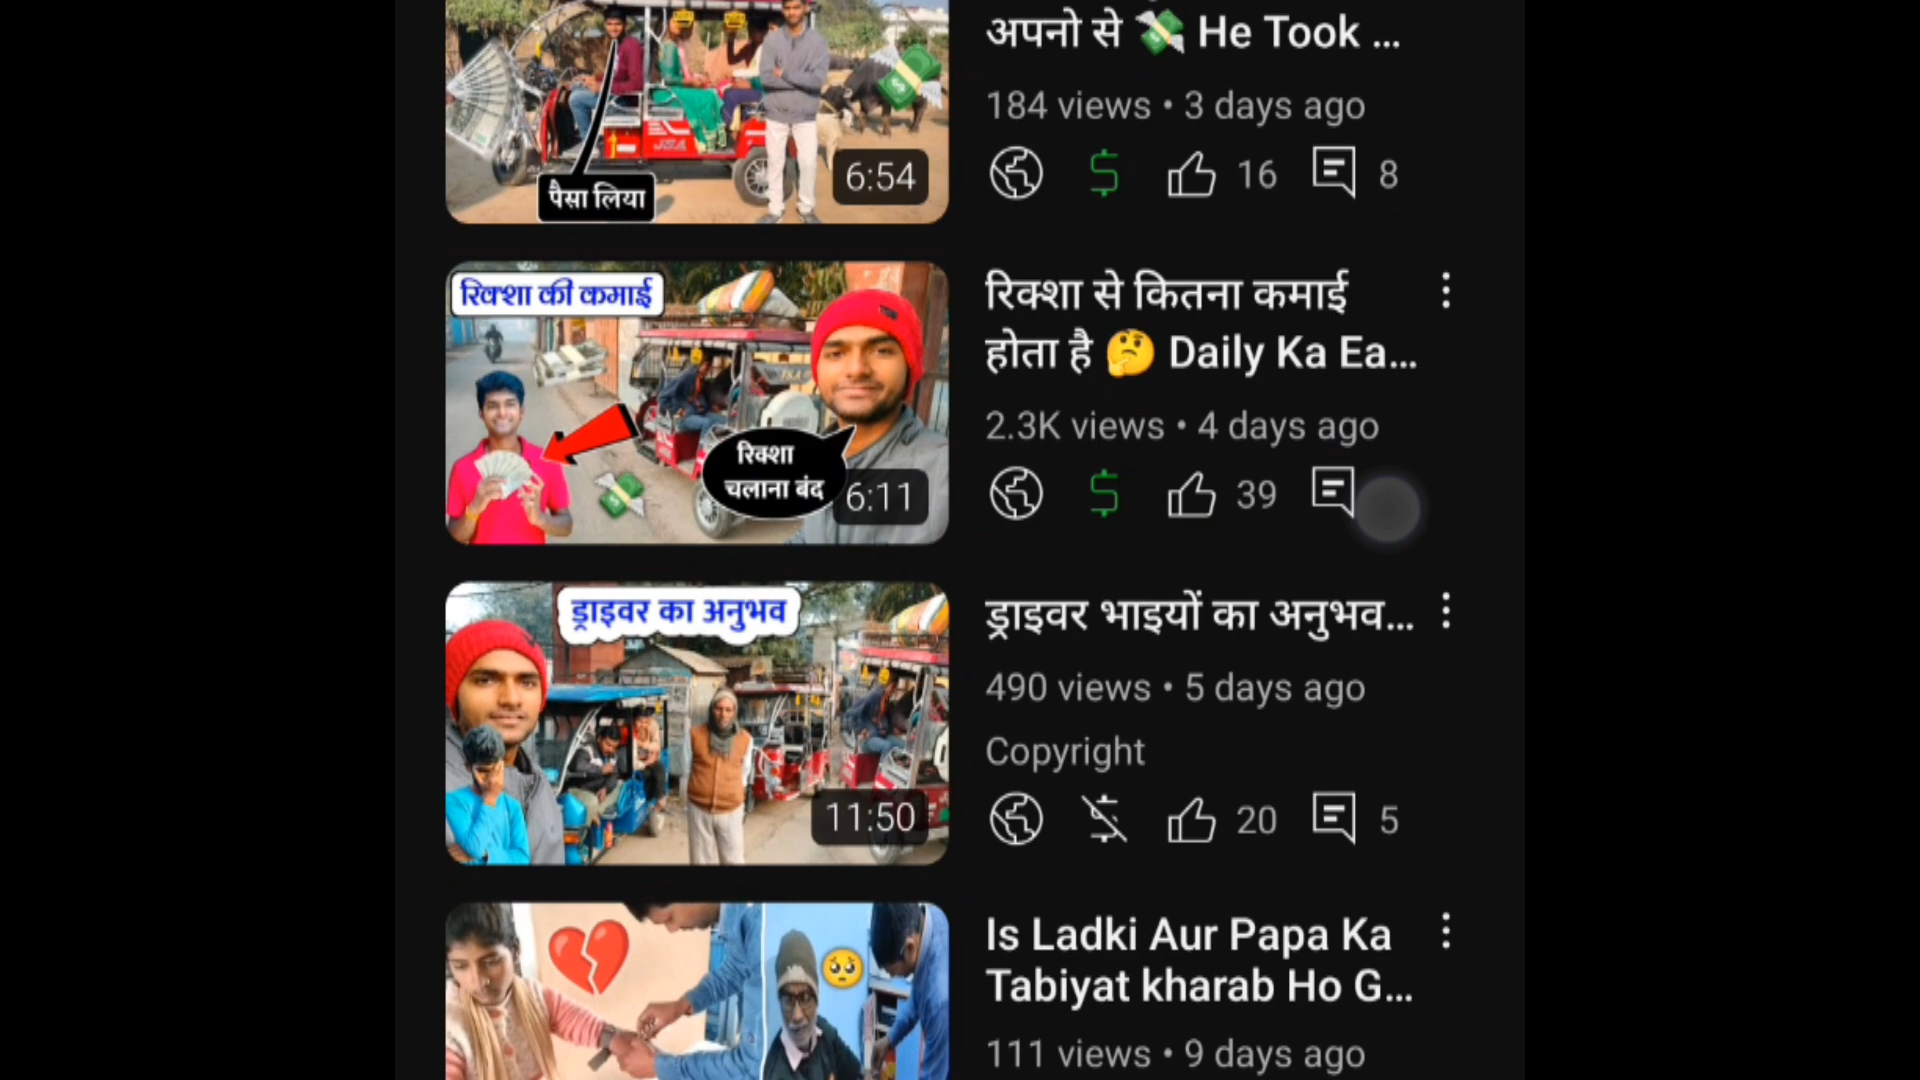 अपनो से 💸 He Took ...
184 views • 3 days ago
16
8
पैसा लिया
6:54
JSA
रिक्शा की कमाई
रिक्शा
चलाना बंद
6:11
रिक्शा से कितना कमाई
होता है 🤔 Daily Ka Ea...
2.3K views • 4 days ago
39
ड्राइवर का अनुभव
11:50
ड्राइवर भाइयों का अनुभव...
490 views • 5 days ago
Copyright
20
5
Is Ladki Aur Papa Ka
Tabiyat kharab Ho G...
111 views • 9 days ago